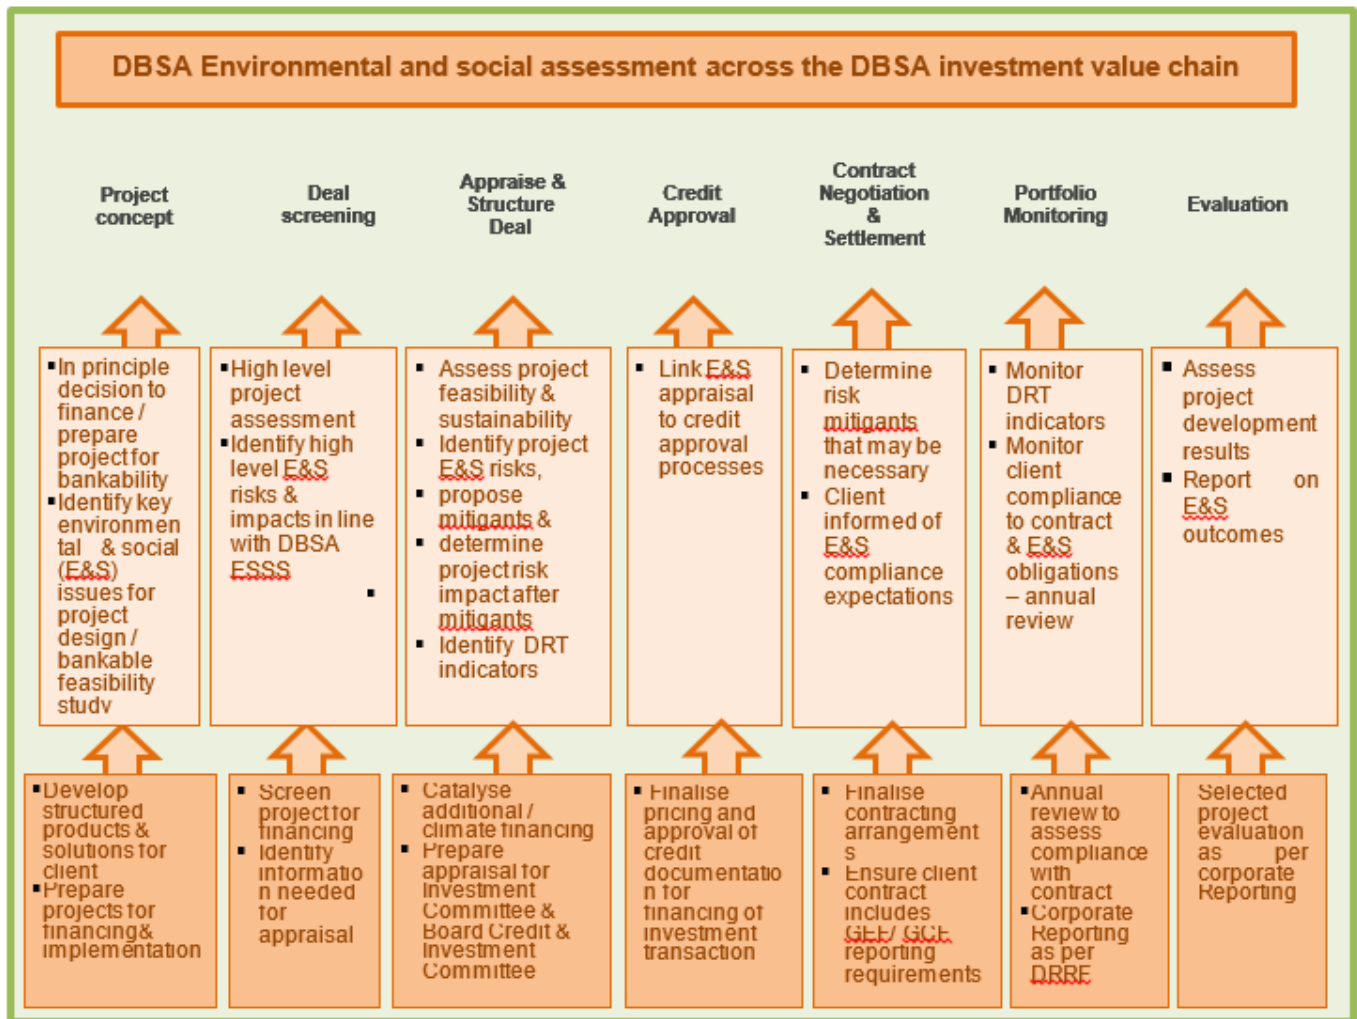 DBSA Environmental and social assessment across the DBSA investment value chain
Project
concept
Deal
screening
Appraise &
Structure
Deal
Credit
Approval
Contract
Negotiation
&
Settlement
Portfolio
Monitoring
Evaluation
▪In principle
decision to
finance /
prepare
project for
bankability
▪Identify key
environmen
tal & social
(E&S)
issues for
project
design /
bankable
feasibility
study
▪High level
project
assessment
▪Identify high
level E&S
risks &
impacts in line
with DBSA
ESSS
▪
▪ Assess project
feasibility &
sustainability
▪ Identify project
E&S risks,
▪ propose
mitigants &
▪ determine
project risk
impact after
mitigants
▪ Identify DRT
indicators
▪ Link E&S
appraisal
to credit
approval
processes
▪ Determine
risk
mitigants
that may be
necessary
▪ Client
informed of
E&S
compliance
expectations
▪ Monitor
DRT
indicators
▪ Monitor
client
compliance
to contract
& E&S
obligations
– annual
review
▪ Assess
project
development
results
▪ Report on
E&S
outcomes
▪Develop
structured
products &
solutions for
client
▪Prepare
projects for
financing&
implementation
▪ Screen
project for
financing
▪ Identify
informatio
n needed
for
appraisal
▪ Catalyse
additional /
climate financing
▪ Prepare
appraisal for
Investment
Committee &
Board Credit &
Investment
Committee
▪ Finalise
pricing and
approval of
credit
documentatio
n for
financing of
investment
transaction
▪ Finalise
contracting
arrangement
s
▪ Ensure client
contract
includes
GEF/ GCF
reporting
requirements
▪Annual
review to
assess
compliance
with
contract
▪Corporate
Reporting
as per
DRRF
Selected
project
evaluation
as per
corporate
Reporting